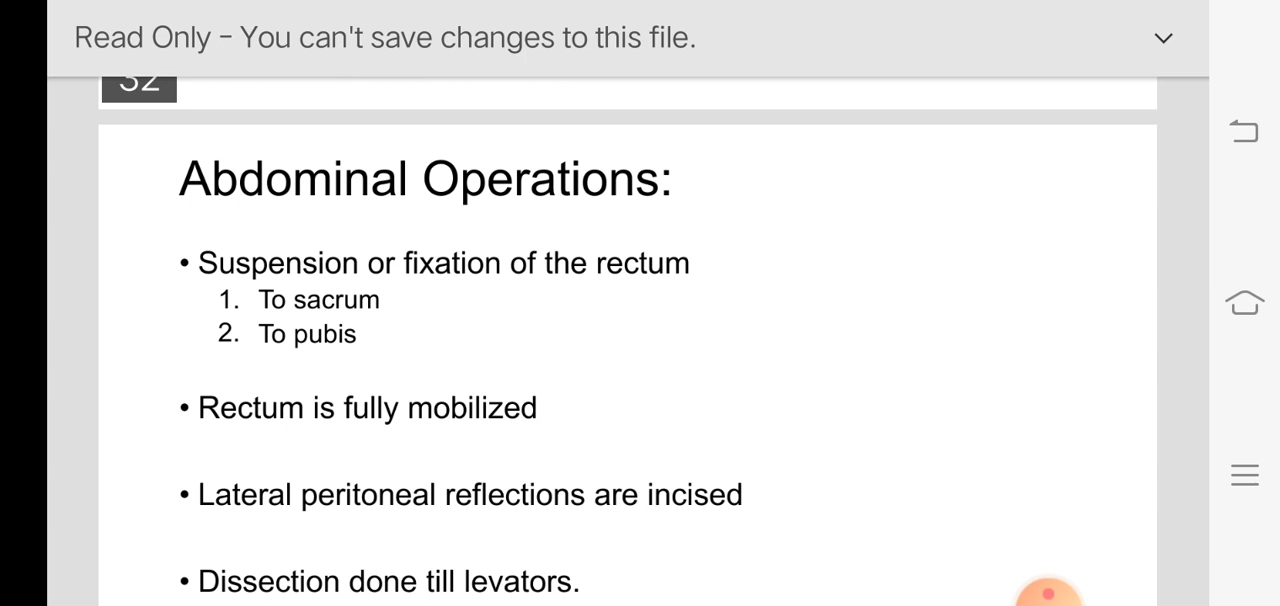 Read Only - You can't save changes to this file.
32
Abdominal Operations:
• Suspension or fixation of the rectum
1. To sacrum
2. To pubis
• Rectum is fully mobilized
• Lateral peritoneal reflections are incised
• Dissection done till levators.